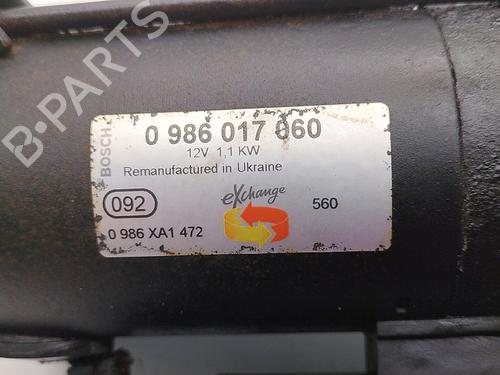 B-PARTS
BOSCH
0 986 017 060
12V 1,1 KW
Remanufactured in Ukraine
092
eXchange
560
0 986 XA1 472